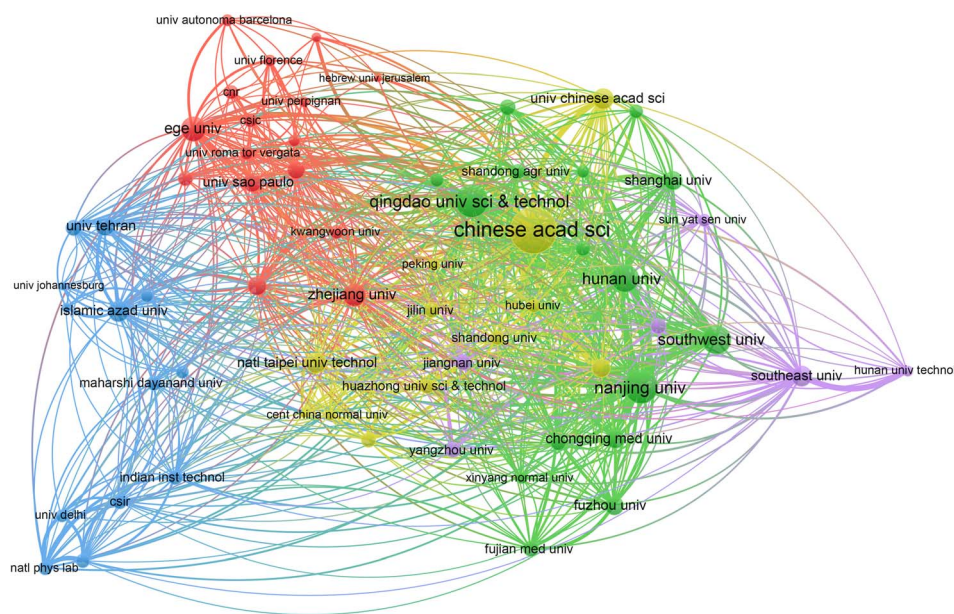 univ autonoma barcelona
univ florence
hebrew univ jerusalem
cnr
univ perpignan
univ chinese acad sci
csic
ege univ
univ roma tor vergata
shandong agr univ
univ sao paulo
shanghai univ
qingdao univ sci & technol
sun yat sen univ
univ tehran
chinese acad sci
kwangwoon univ
peking univ
hunan univ
univ johannesburg
zhejiang univ
islamic azad univ
jilin univ
hubei univ
shandong univ
southwest univ
natl taipei univ technol
jiangnan univ
hunan univ techno
southeast univ
maharshi dayanand univ
huazhong univ sci & technol
nanjing univ
cent china normal univ
chongqing med univ
yangzhou univ
indian inst technol
xinyang normal univ
csir
fuzhou univ
univ delhi
fujian med univ
natl phys lab